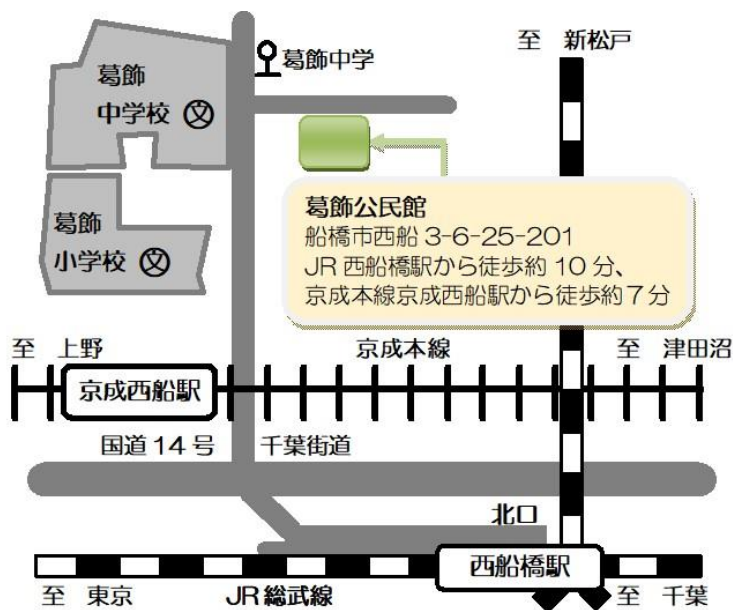 葛飾中学
至 新松戸
葛飾
中学校 文
葛飾公民館
船橋市西船 3-6-25-201
JR 西船橋駅から徒歩約 10 分、
京成本線京成西船駅から徒歩約7分
葛飾
小学校 文
至 上野
京成本線
至 津田沼
京成西船駅
国道 14 号
千葉街道
北口
西船橋駅
至 東京
JR 総武線
至 千葉